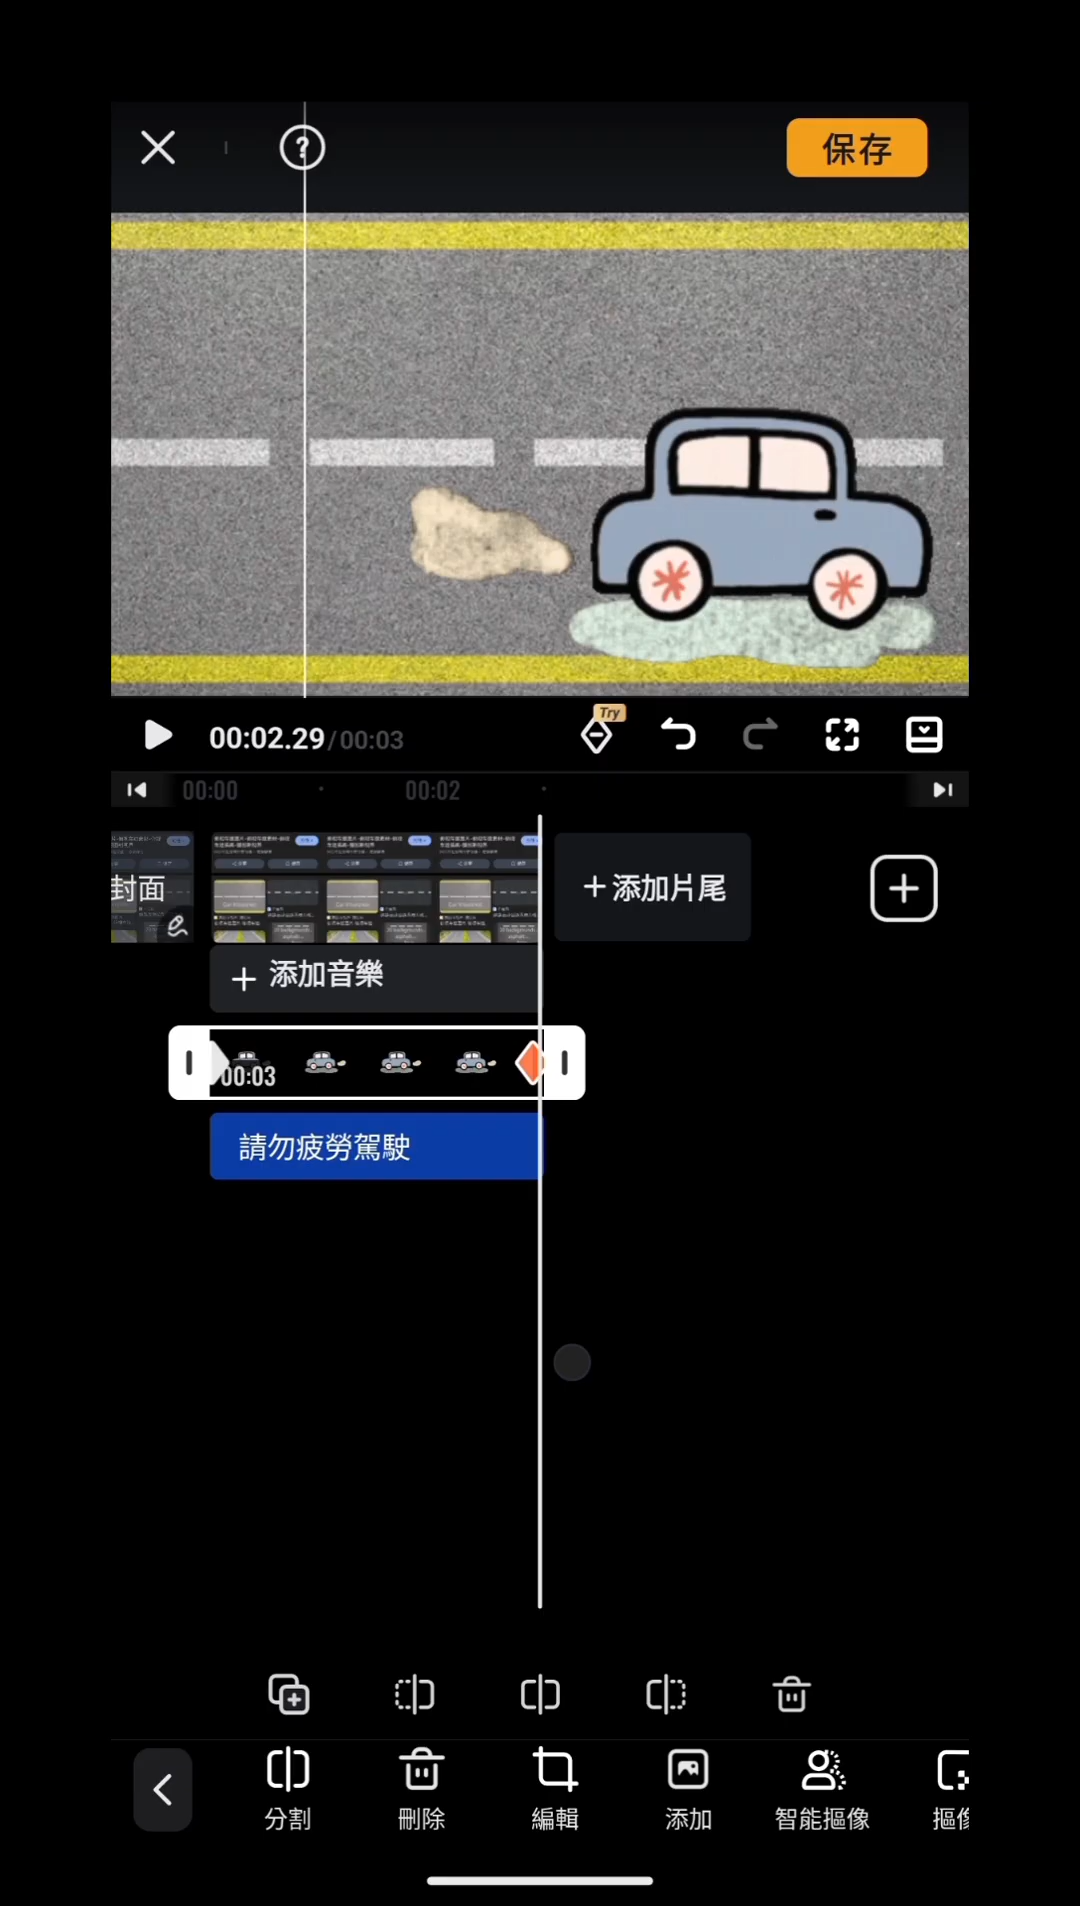 ?
保存
Try
00:02.29/00:03
00:00
00:02
封面
+添加片尾
+ 添加音樂
00:03
請勿疲勞駕駛
分割
刪除
編輯
添加
智能摳像
摳像